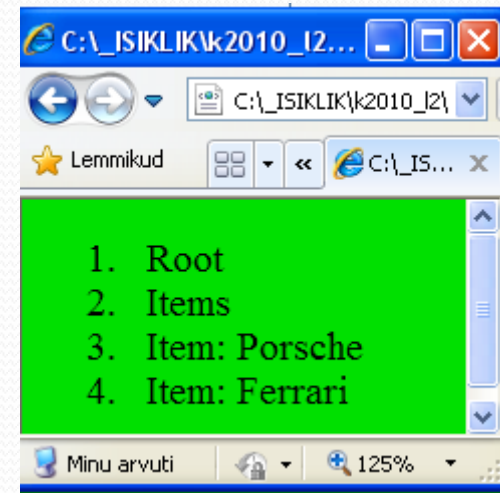 C:\_ISIKLIK\k2010_l2...
C:\_ISIKLIK\k2010_l2\
Lemmikud
C:\_IS...
1. Root
2. Items
3. Item: Porsche
4. Item: Ferrari
Minu arvuti
125%